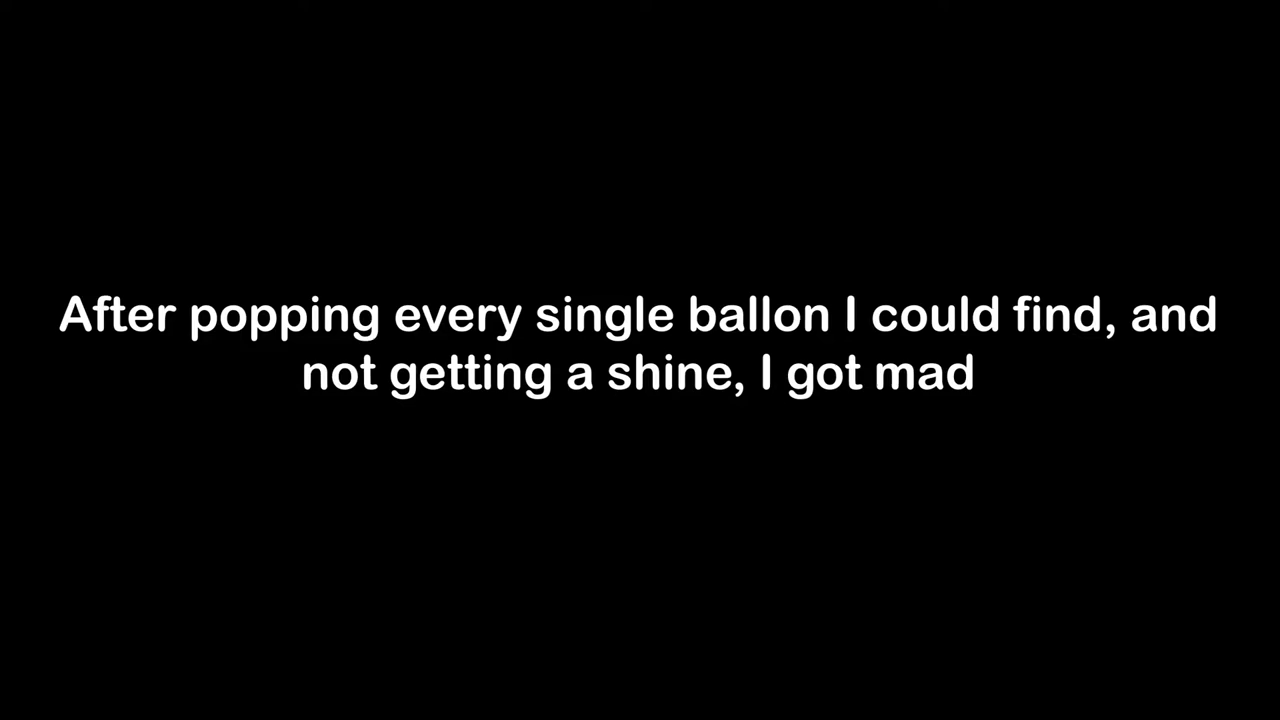 After popping every single ballon I could find, and
not getting a shine, I got mad